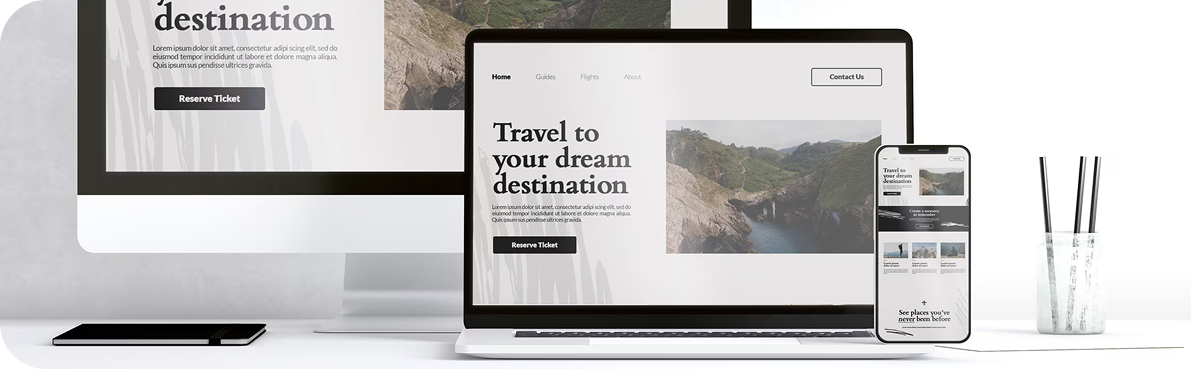 destination
Lorem ipsum dolor sit amet, consectetur adipi scing elit, sed do
eiusmod tempor incididunt ut labore et dolore magna aliqua.
Quis ipsum sus pendisse ultrices gravida.
Reserve Ticket
Home Guides Flights About Contact Us
Travel to
your dream
destination
Lorem ipsum dolor sit amet, consectetur adipi scing elit, sed do
eiusmod tempor incididunt ut labore et dolore magna aliqua.
Quis ipsum sus pendisse ultrices gravida.
Reserve Ticket
Travel to
your dream
destination
Create a memory
to remember
See places you've
never been before